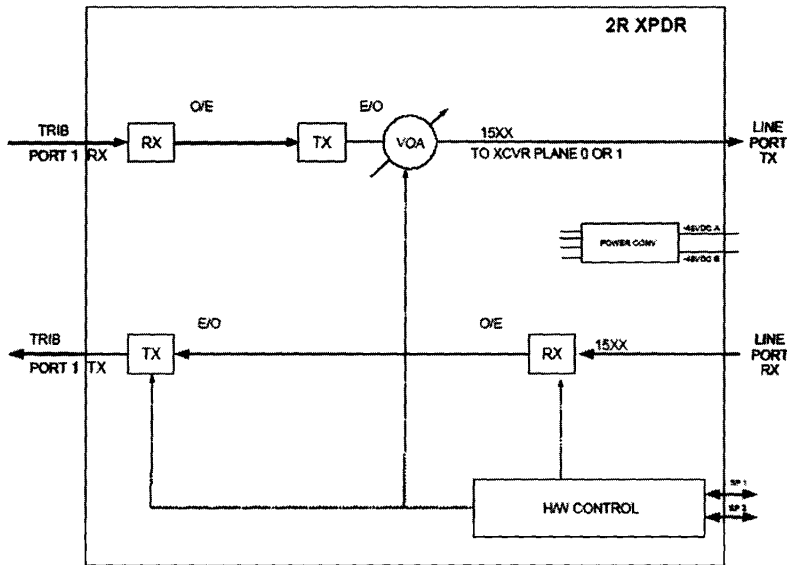 2R XPDR
O/E
E/O
TRIB
PORT 1 RX
RX
TX
VOA
15XX
TO XCVR PLANE 0 OR 1
LINE
PORT
TX
POWER CONV
-48VDC A
-48VDC B
E/O
O/E
TRIB
PORT 1 TX
TX
RX
15XX
LINE
PORT
RX
H/W CONTROL
SP 1
SP 2